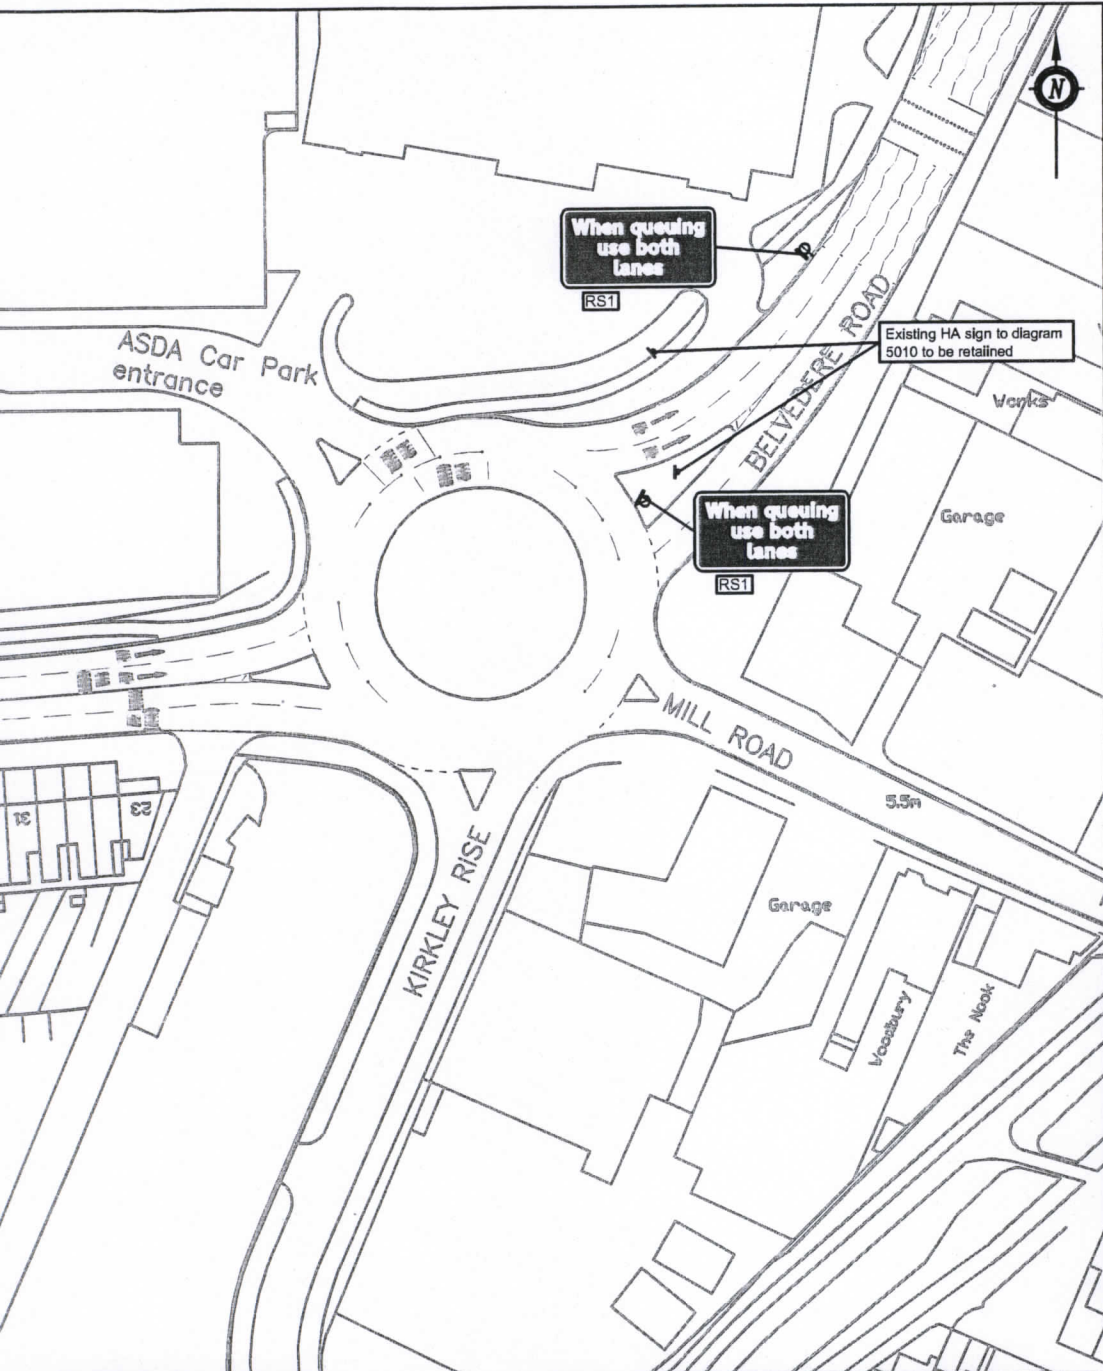 N
When queuing
use both
lanes
RS1
Existing HA sign to diagram
5010 to be retaiined
ASDA Car Park
entrance
BELVEDERE ROAD
Works
When queuing
use both
lanes
RS1
Garage
MILL ROAD
5.5m
31
23
KIRKLEY RISE
Garage
Woodbury
The Nook